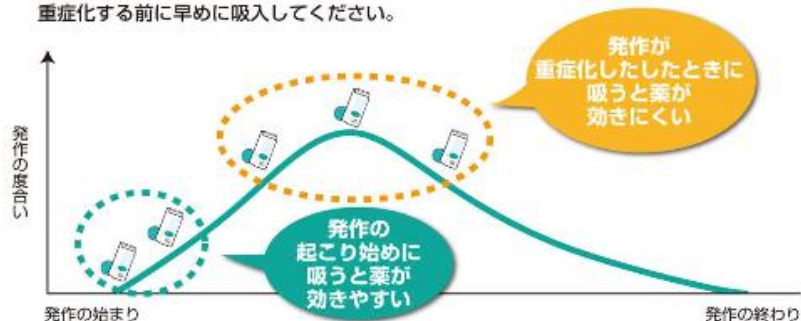 重症化する前に早めに吸入してください。
発作が
重症化したしたときに
吸うと薬が
効きにくい
発作の度合い
発作の
起こり始めに
吸うと薬が
効きやすい
発作の始まり
発作の終わり